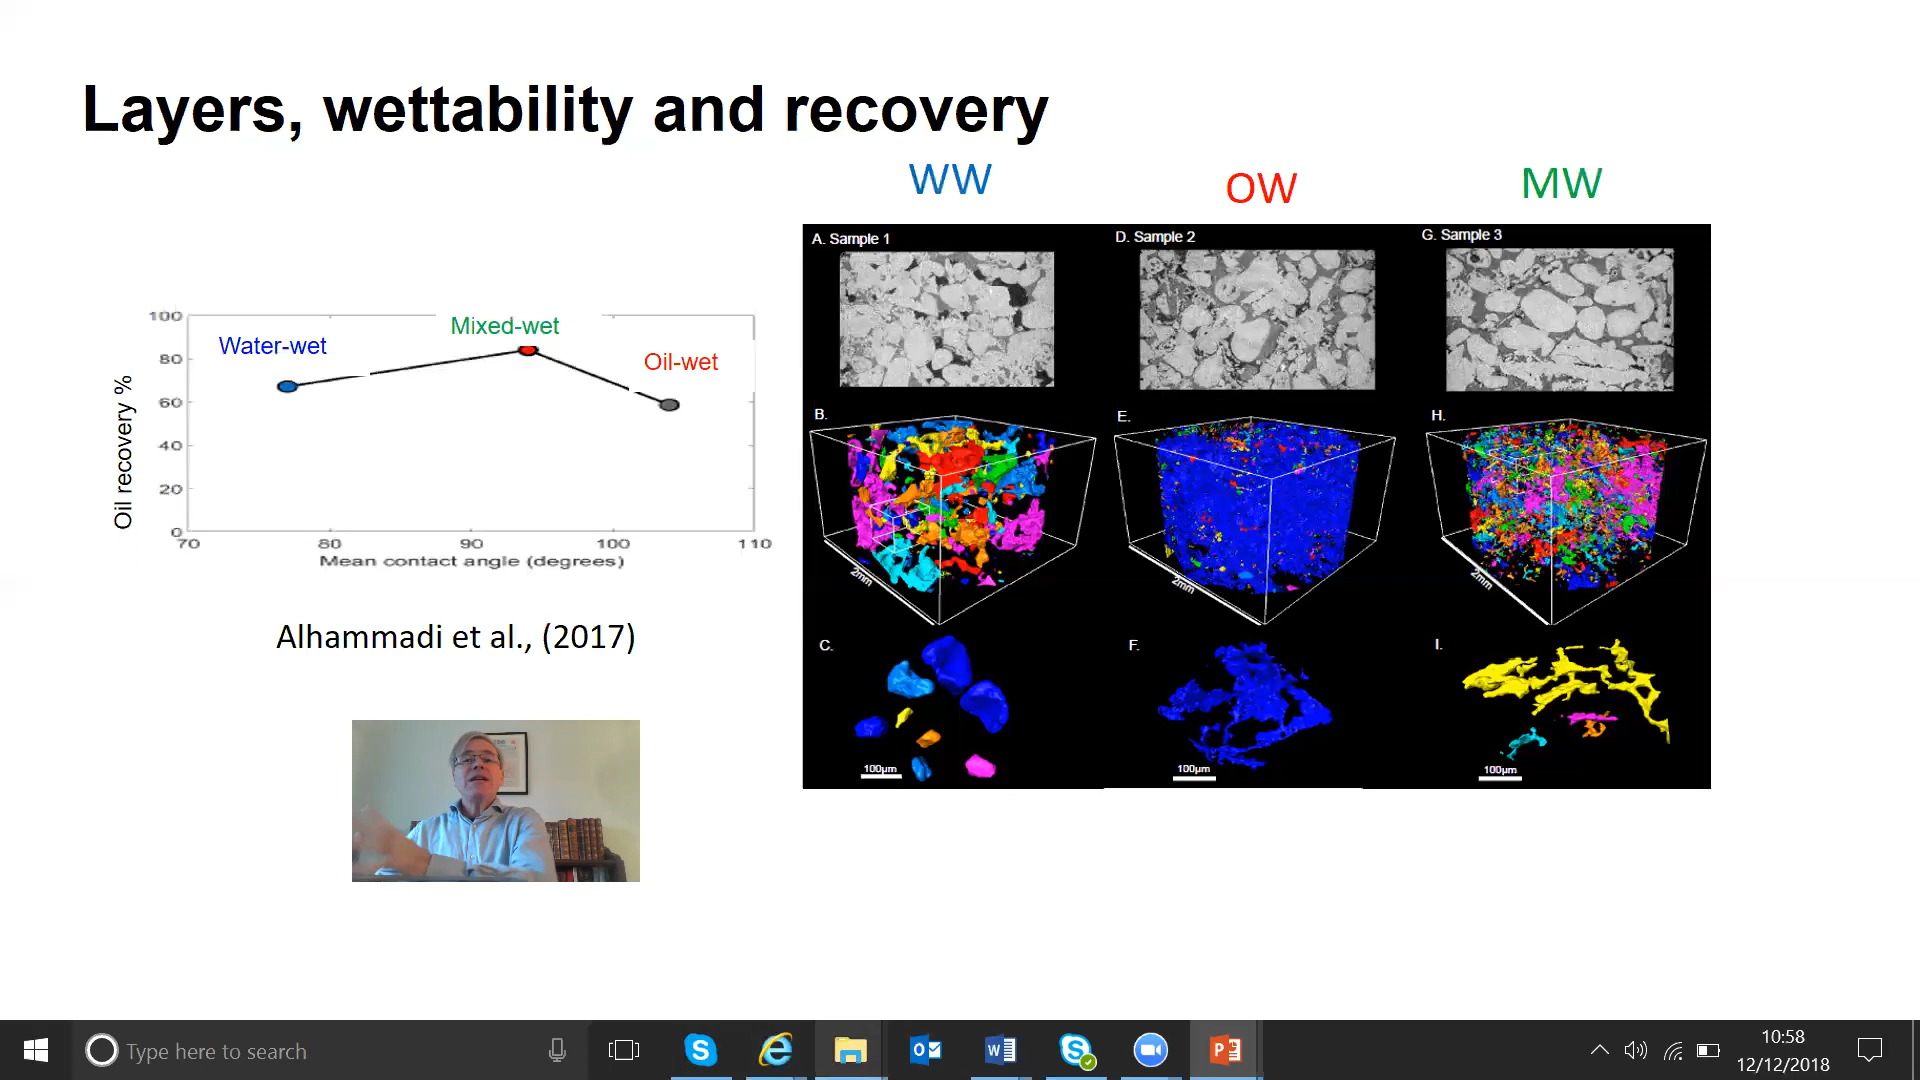 Layers, wettability and recovery
WW
OW
MW
100
80
60
40
20
0
70
80
90
100
110
Oil recovery %
Mean contact angle (degrees)
Water-wet
Mixed-wet
Oil-wet
Alhammadi et al., (2017)
A. Sample 1
D. Sample 2
G. Sample 3
B.
E.
H.
2mm
2mm
2mm
C.
F.
I.
100µm
100µm
100µm
Type here to search
10:58
12/12/2018